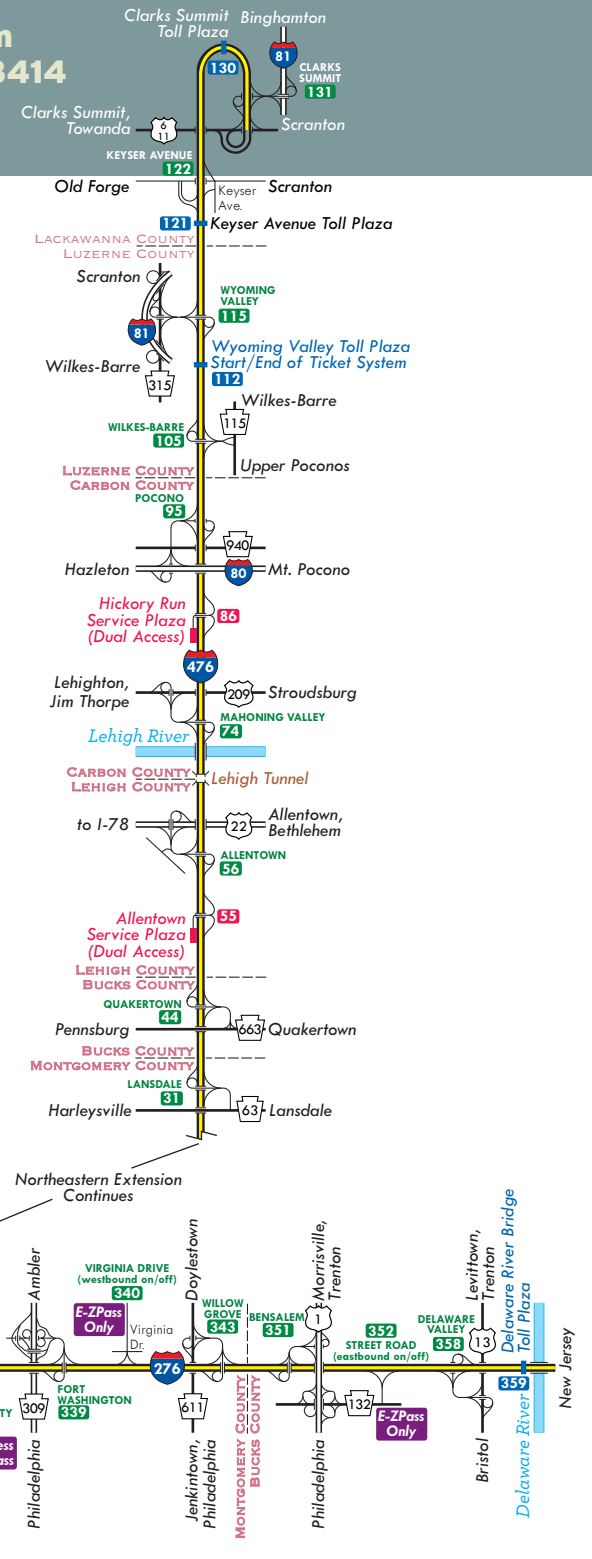 Clarks Summit
Toll Plaza
Binghamton
3414
130
81
CLARKS
SUMMIT
131
Clarks Summit,
Towanda
6
11
Scranton
KEYSER AVENUE
122
Old Forge
Keyser
Ave.
Scranton
121
Keyser Avenue Toll Plaza
LACKAWANNA COUNTY
LUZERNE COUNTY
Scranton
WYOMING
VALLEY
115
81
Wilkes-Barre
315
Wyoming Valley Toll Plaza
Start/End of Ticket System
112
Wilkes-Barre
115
WILKES-BARRE
105
Upper Poconos
LUZERNE COUNTY
CARBON COUNTY
POCONO
95
940
Hazleton
80
Mt. Pocono
Hickory Run
Service Plaza
(Dual Access)
86
476
Lehighton,
Jim Thorpe
209
Stroudsburg
MAHONING VALLEY
74
Lehigh River
CARBON COUNTY
LEHIGH COUNTY
Lehigh Tunnel
to I-78
22
Allentown,
Bethlehem
ALLENTOWN
56
Allentown
Service Plaza
(Dual Access)
55
LEHIGH COUNTY
BUCKS COUNTY
QUAKERTOWN
44
Pennsburg
663
Quakertown
BUCKS COUNTY
MONTGOMERY COUNTY
LANSDALE
31
Harleysville
63
Lansdale
Northeastern Extension
Continues
Ambler
VIRGINIA DRIVE
(westbound on/off)
340
E-ZPass
Only
Virginia
Dr.
Doylestown
WILLOW
GROVE
343
BENSALEM
351
Morrisville,
Trenton
1
352
STREET ROAD
(eastbound on/off)
DELAWARE
VALLEY
358
Levittown,
Trenton
13
Delaware River Bridge
Toll Plaza
276
359
New Jersey
TY
309
FORT
WASHINGTON
339
611
MONTGOMERY COUNTY
BUCKS COUNTY
132
E-ZPass
Only
ess
ass
Philadelphia
Jenkintown,
Philadelphia
Philadelphia
Bristol
Delaware River